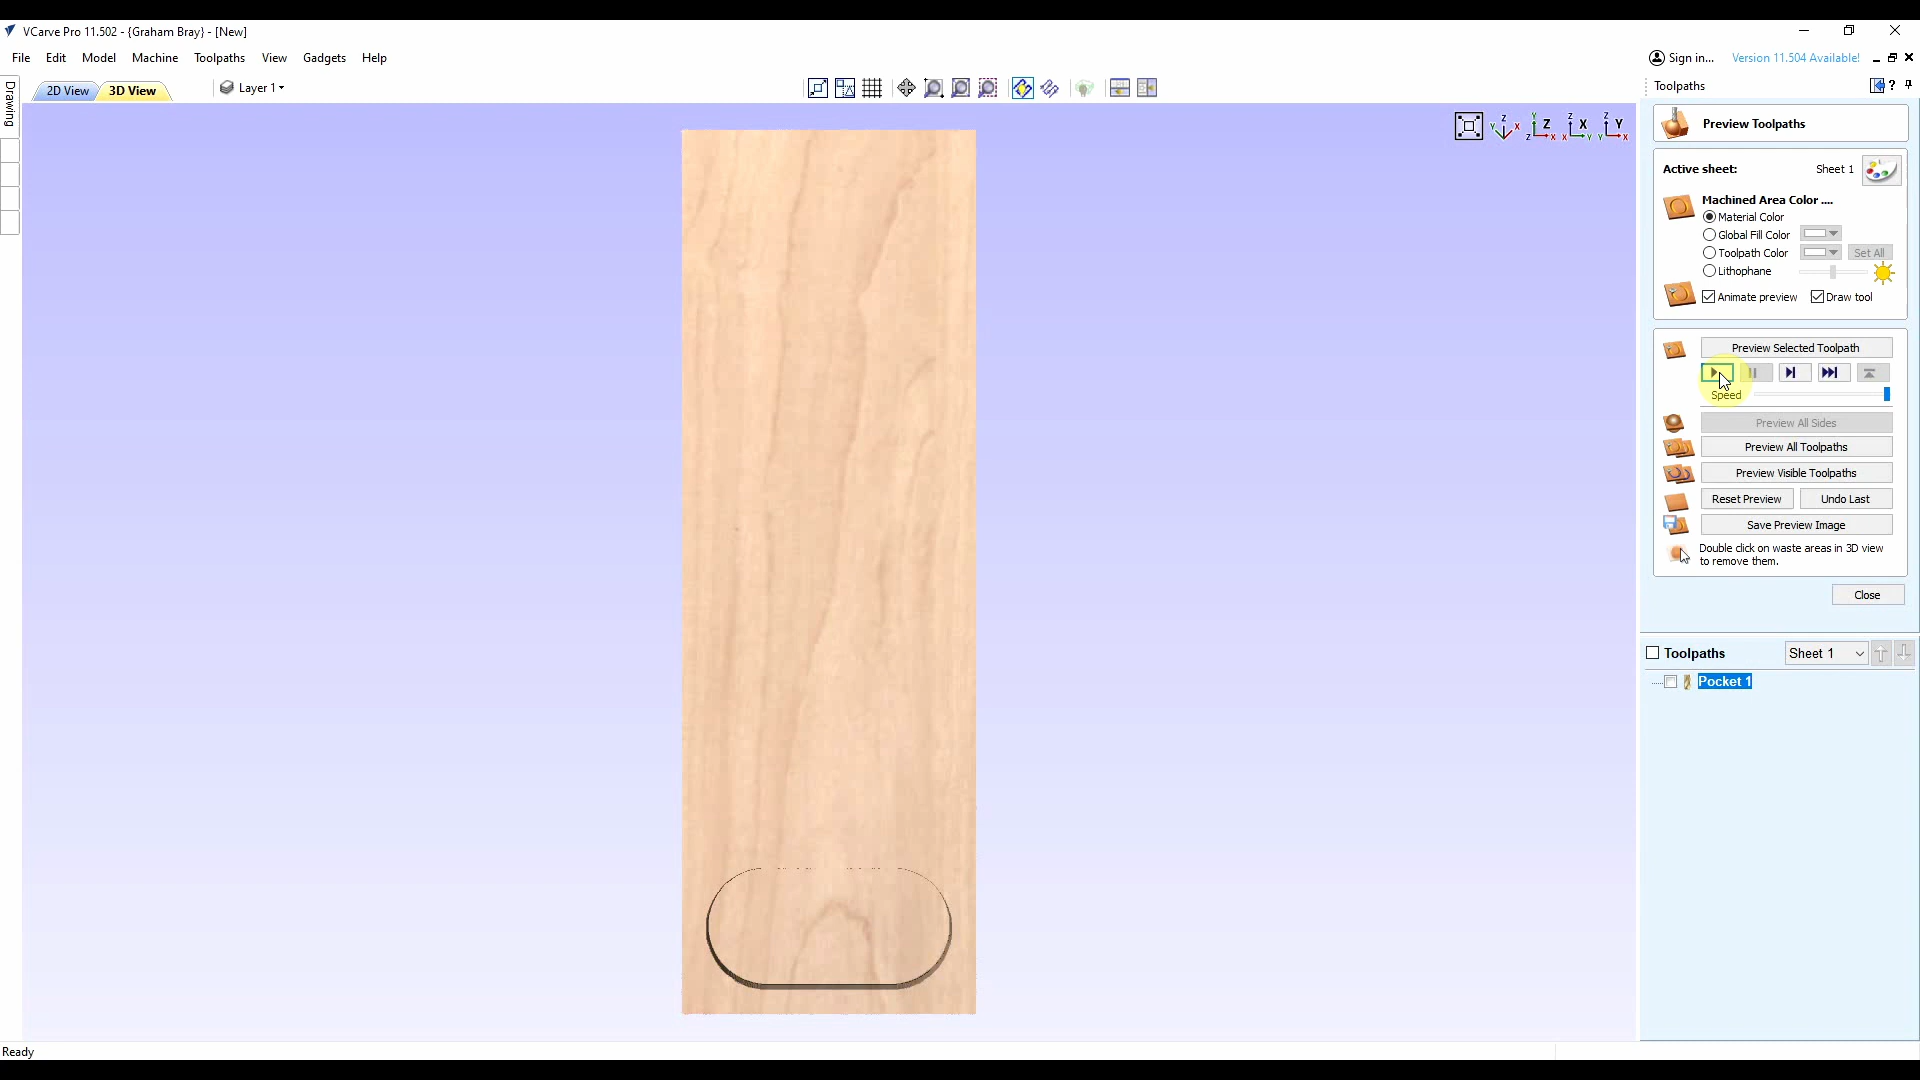 VCarve Pro 11.502 - {Graham Bray} - [New]
File Edit Model Machine Toolpaths View Gadgets Help
Sign in... Version 11.504 Available!
2D View 3D View Layer 1
Toolpaths ?
Drawing
Preview Toolpaths
Active sheet: Sheet 1
Machined Area Color ....
Material Color
Global Fill Color
Toolpath Color Set All
Lithophane
Animate preview Draw tool
Preview Selected Toolpath
Speed
Preview All Sides
Preview All Toolpaths
Preview Visible Toolpaths
Reset Preview Undo Last
Save Preview Image
Double click on waste areas in 3D view
to remove them.
Close
Toolpaths Sheet 1
Pocket 1
Ready